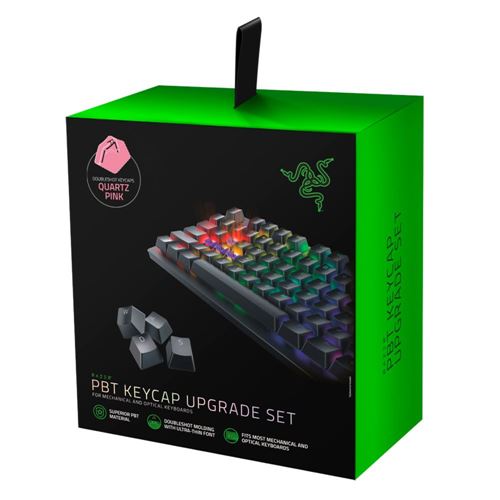 DOUBLESHOT KEYCAPS
QUARTZ
PINK
W
D
S
RAZER
PBT KEYCAP UPGRADE SET
FOR MECHANICAL AND OPTICAL KEYBOARDS
SUPERIOR PBT
MATERIAL
DOUBLESHOT MOLDING
WITH ULTRA-THIN FONT
FITS MOST MECHANICAL AND
OPTICAL KEYBOARDS
RAZER
PBT KEYCAP
UPGRADE SET